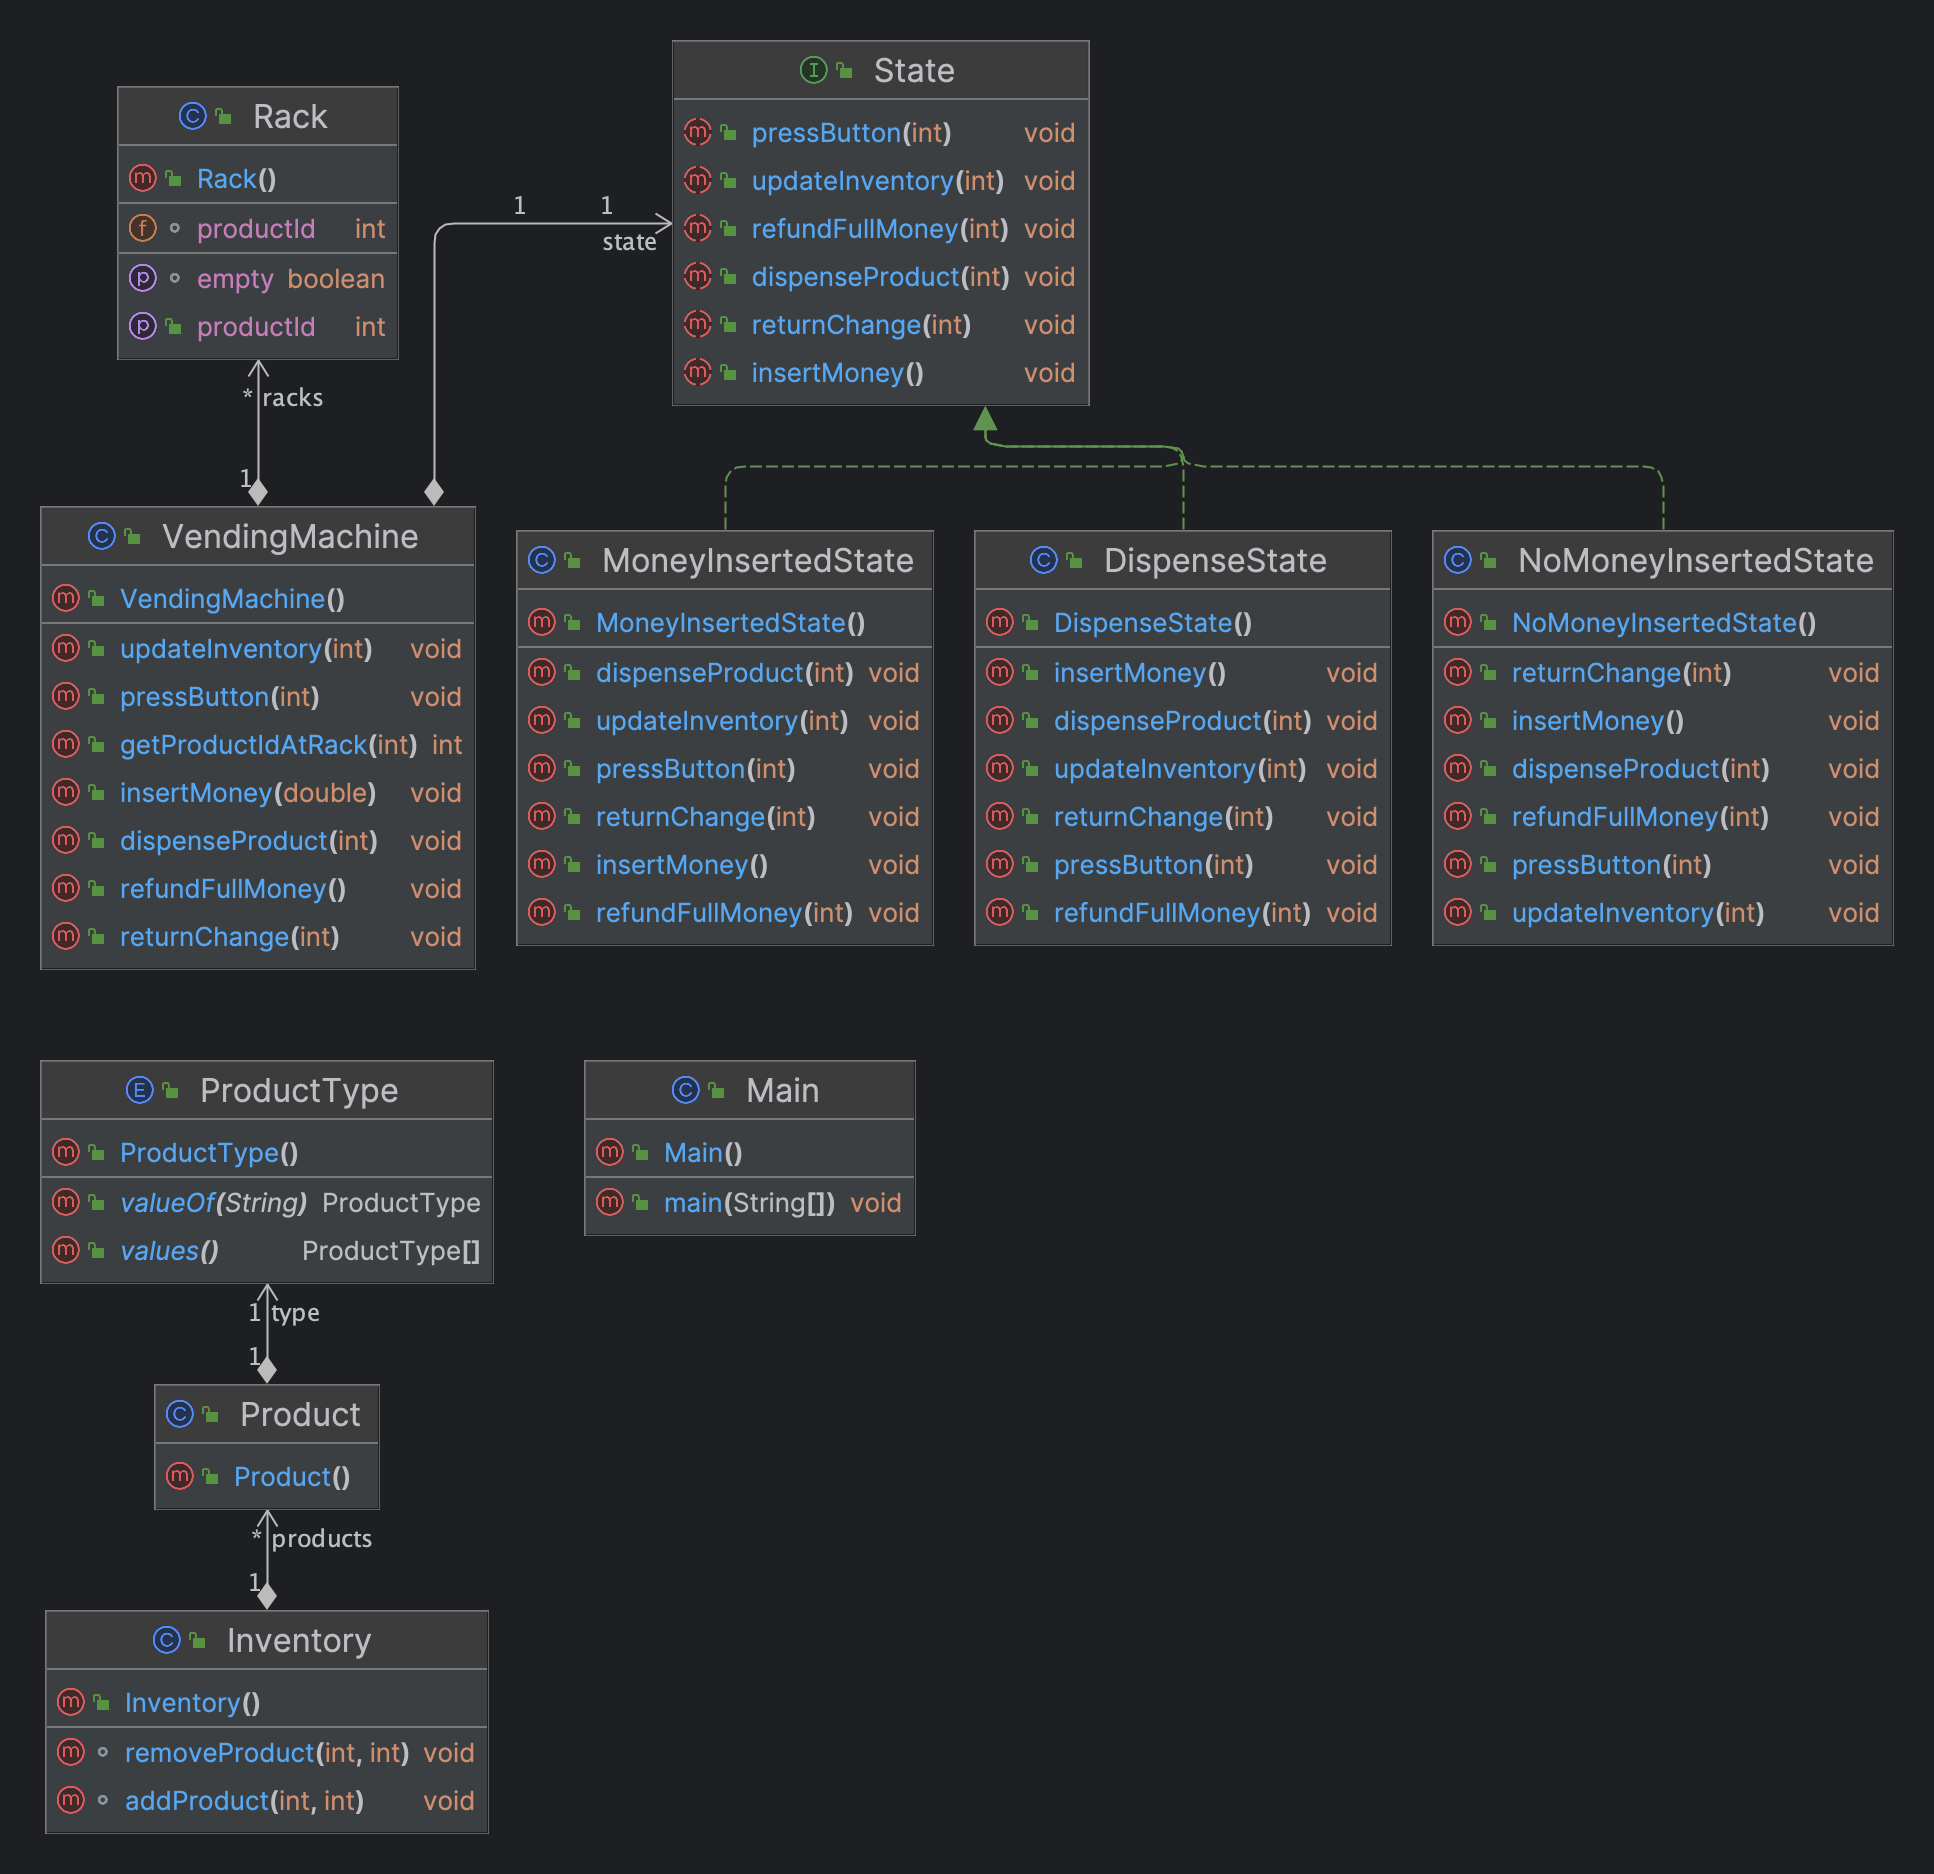 State
pressButton(int) void
updateInventory(int) void
refundFullMoney(int) void
dispenseProduct(int) void
returnChange(int) void
insertMoney() void
Rack
Rack()
productId int
empty boolean
productId int
1 1
state
* racks
1
VendingMachine
VendingMachine()
updateInventory(int) void
pressButton(int) void
getProductIdAtRack(int) int
insertMoney(double) void
dispenseProduct(int) void
refundFullMoney() void
returnChange(int) void
MoneyInsertedState
MoneyInsertedState()
dispenseProduct(int) void
updateInventory(int) void
pressButton(int) void
returnChange(int) void
insertMoney() void
refundFullMoney(int) void
DispenseState
DispenseState()
insertMoney() void
dispenseProduct(int) void
updateInventory(int) void
returnChange(int) void
pressButton(int) void
refundFullMoney(int) void
NoMoneyInsertedState
NoMoneyInsertedState()
returnChange(int) void
insertMoney() void
dispenseProduct(int) void
refundFullMoney(int) void
pressButton(int) void
updateInventory(int) void
ProductType
ProductType()
valueOf(String) ProductType
values() ProductType[]
Main
Main()
main(String[]) void
1 type
1
Product
Product()
* products
1
Inventory
Inventory()
removeProduct(int, int) void
addProduct(int, int) void